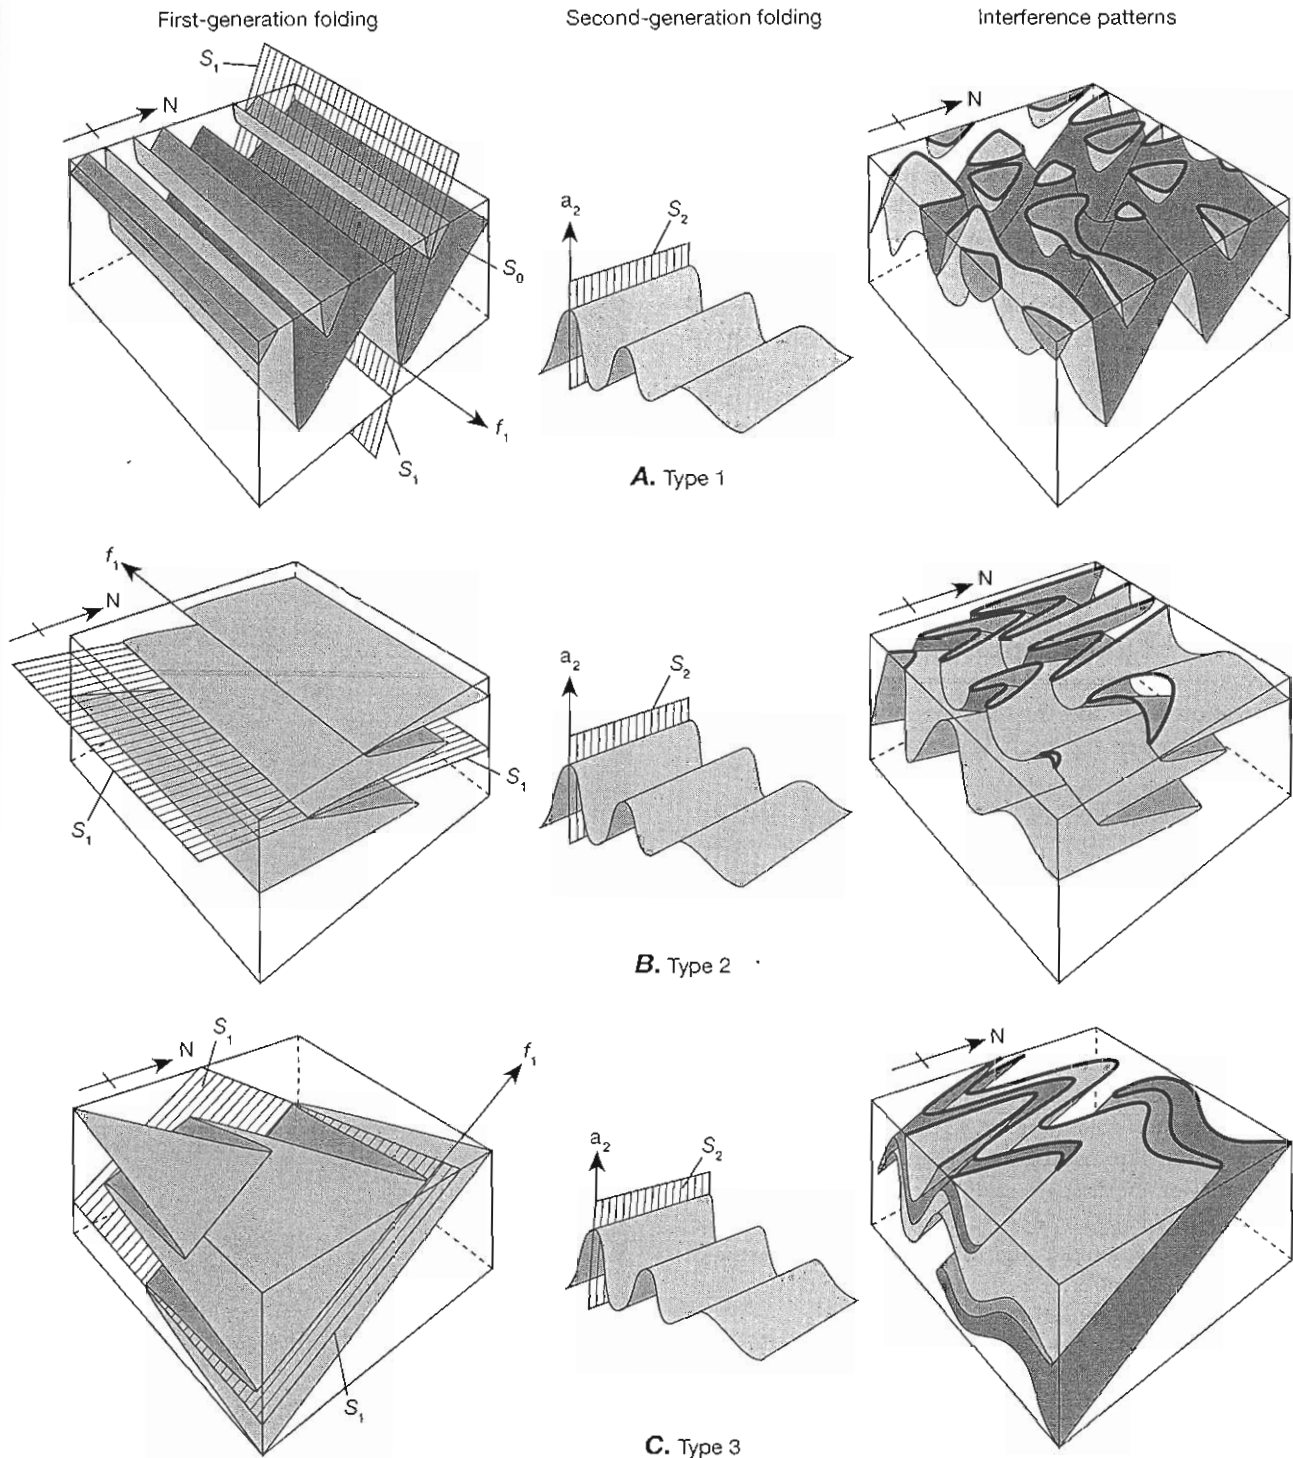 First-generation folding
Second-generation folding
Interference patterns
S1
N
N
a2
S2
S0
f1
S1
A. Type 1
f1
N
N
a2
S2
S1
S1
B. Type 2
S1
N
f1
N
a2
S2
S1
C. Type 3